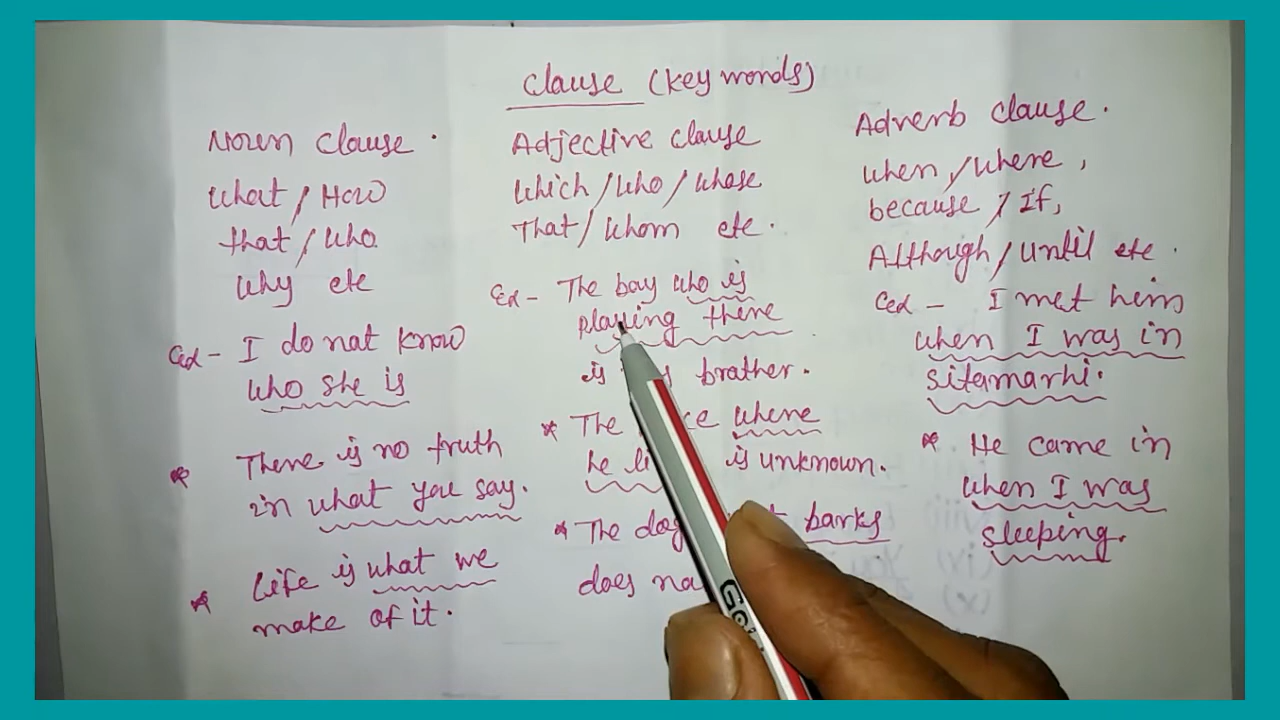 Clause (Key words)
Noun Clause.
What / How
that / who
Why etc
Ex - I do not know
who she is
* There is no truth
in what you say.
* Life is what we
make of it.
Adjective clause
Which / Who / Whose
That / Whom etc.
Ex - The boy who is
playing there
is brother.
* The where
he is unknown.
* The dog barks
does
Adverb clause.
When / where,
because / If,
Although / Until etc.
Ex - I met him
when I was in
sitamarhi.
* He came in
when I was
sleeping.